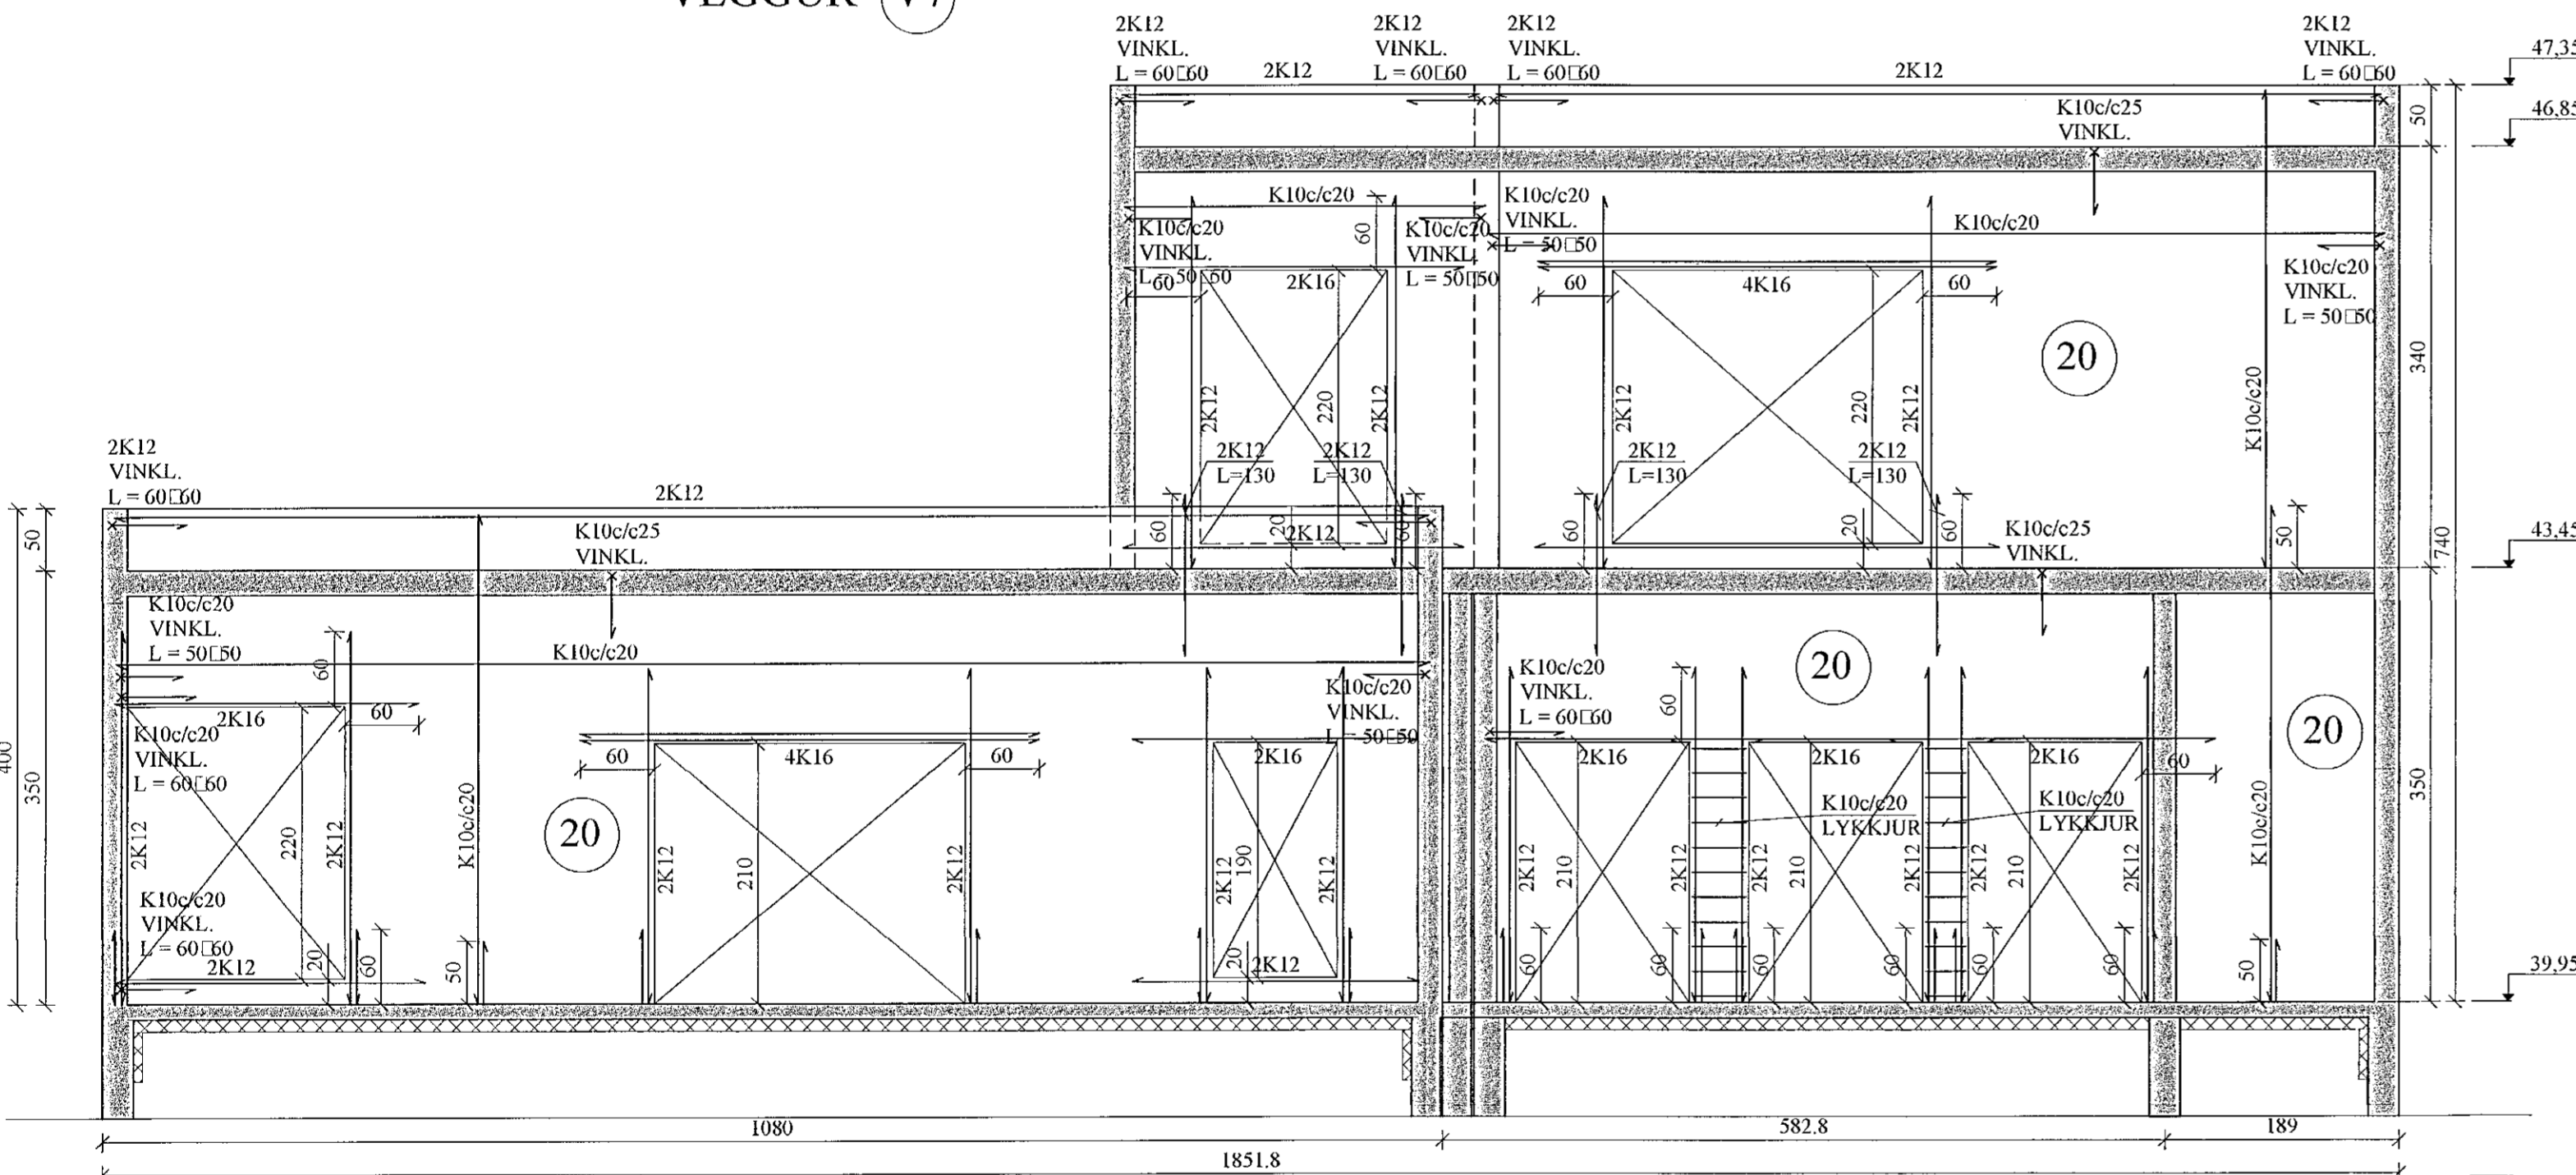 VEGGUR V7
2K12
VINKL.
L = 60□60
2K12
2K12
VINKL.
L = 60□60
2K12
VINKL.
L = 60□60
2K12
2K12
VINKL.
L = 60□60
47,35
46,85
50
K10c/c25
VINKL.
K10c/c20
60
K10c/c20
VINKL.
L = 50□50
K10c/c20
VINKL.
L = 50□50
K10c/c20
VINKL.
L = 50□50
K10c/c20
K10c/c20
VINKL.
L = 50□50
60
2K16
60
4K16
60
20
340
2K12
220
2K12
2K12
220
2K12
K10c/c20
2K12
L=130
2K12
L=130
2K12
L=130
2K12
L=130
60
20
2K12
60
60
20
60
K10c/c25
VINKL.
50
740
43,45
2K12
VINKL.
L = 60□60
2K12
50
K10c/c25
VINKL.
K10c/c20
VINKL.
L = 50□50
K10c/c20
60
60
2K16
K10c/c20
VINKL.
L = 60□60
400
350
2K12
220
2K12
K10c/c20
20
K10c/c20
VINKL.
L = 60□60
2K12
20
60
50
60
4K16
60
2K12
210
2K12
K10c/c20
VINKL.
L = 50□50
2K16
2K12
190
2K12
20
2K12
K10c/c20
VINKL.
L = 60□60
60
20
20
2K16
2K16
2K16
60
K10c/c20
LYKKJUR
K10c/c20
LYKKJUR
2K12
210
2K12
2K12
210
2K12
2K12
210
2K12
K10c/c20
350
60
60
60
60
60
60
50
39,95
1080
582.8
189
1851.8